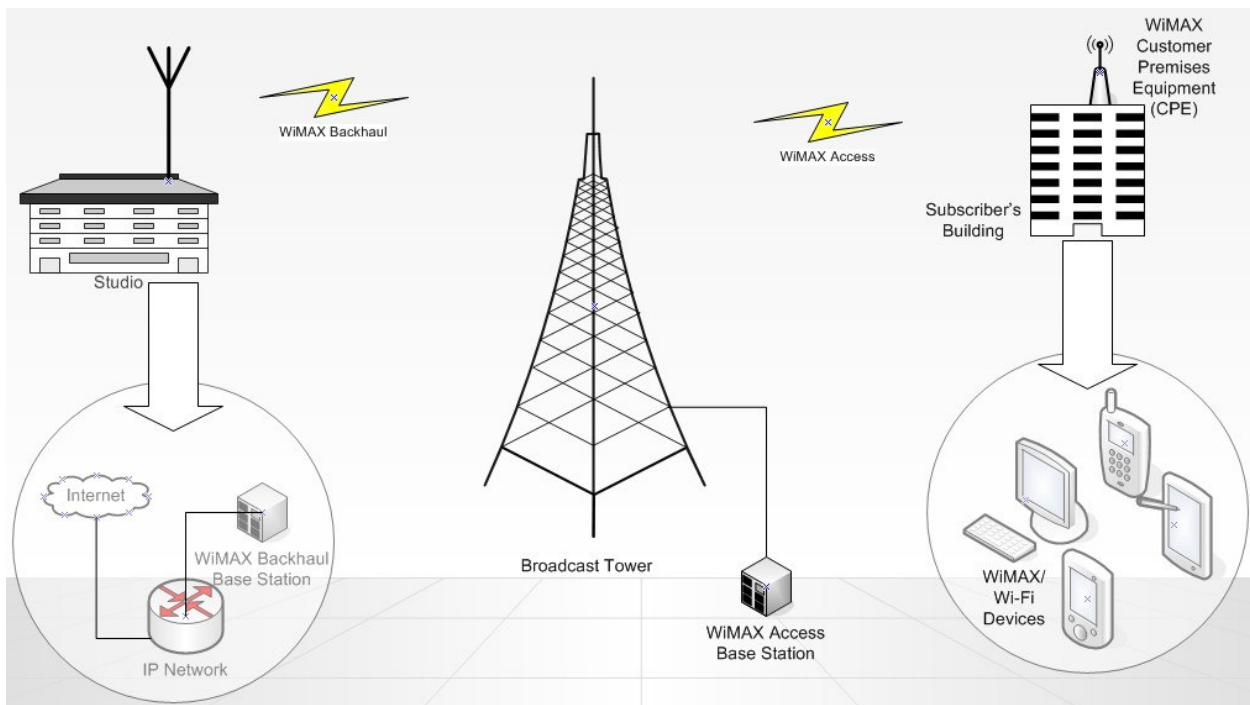 WiMAX Backhaul
WiMAX Access
WiMAX
Customer
Premises
Equipment
(CPE)
Subscriber's
Building
Studio
Internet
WiMAX Backhaul
Base Station
IP Network
Broadcast Tower
WiMAX Access
Base Station
WiMAX/
Wi-Fi
Devices